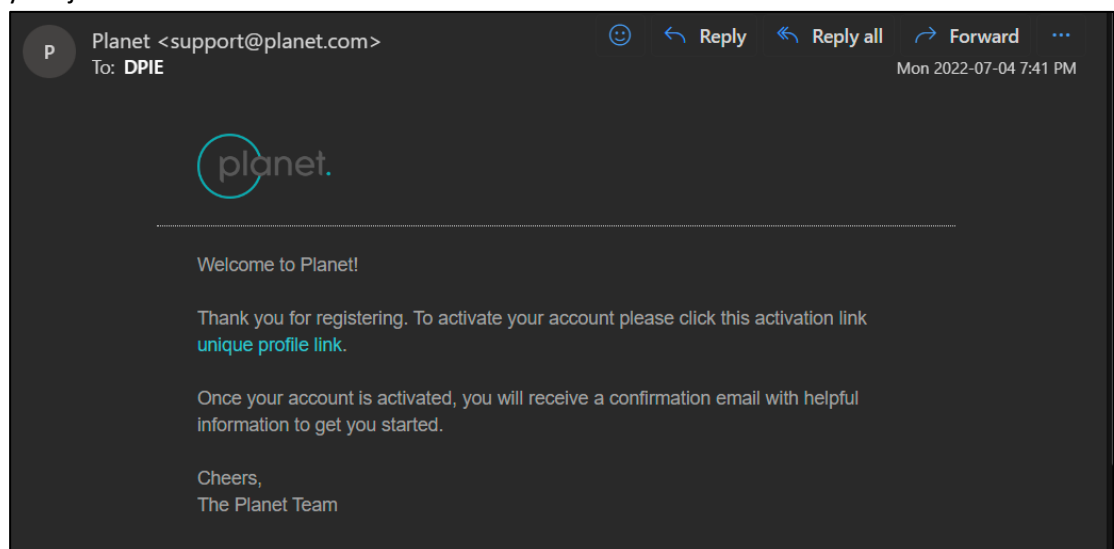 P
Planet <support@planet.com>
Reply
Reply all
Forward
To: DPIE
Mon 2022-07-04 7:41 PM
planet.
Welcome to Planet!
Thank you for registering. To activate your account please click this activation link
unique profile link.
Once your account is activated, you will receive a confirmation email with helpful
information to get you started.
Cheers,
The Planet Team